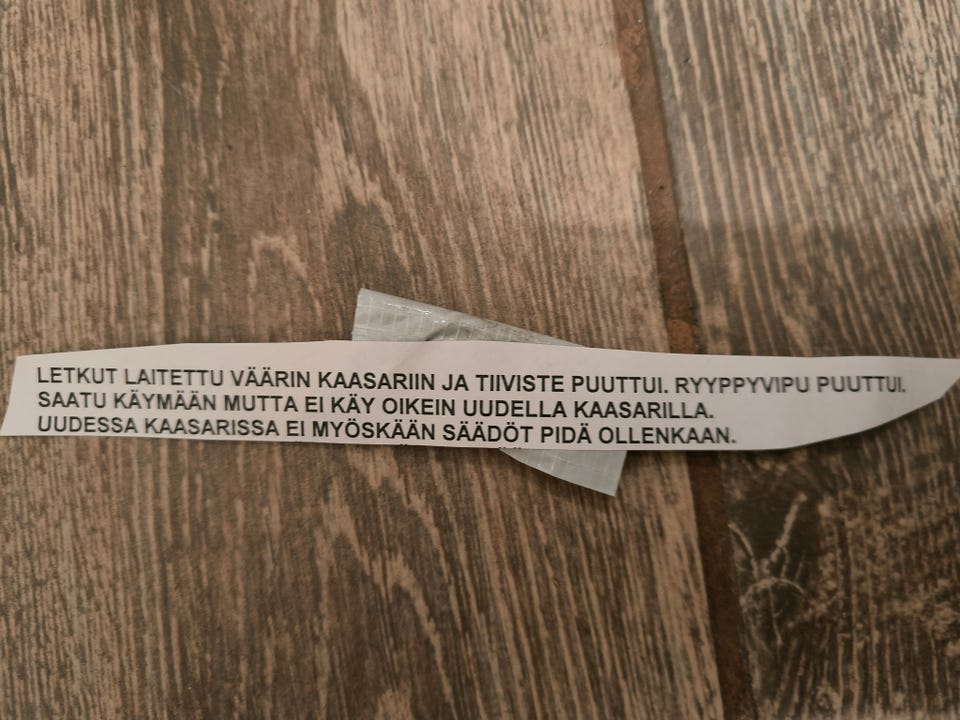 LETKUT LAITETTU VÄÄRIN KAASARIIN JA TIIVISTE PUUTTUI. RYYPPYVIPU PUUTTUI.
SAATU KÄYMÄÄN MUTTA EI KÄY OIKEIN UUDELLA KAASARILLA.
UUDESSA KAASARISSA EI MYÖSKÄÄN SÄÄDÖT PIDÄ OLLENKAAN.